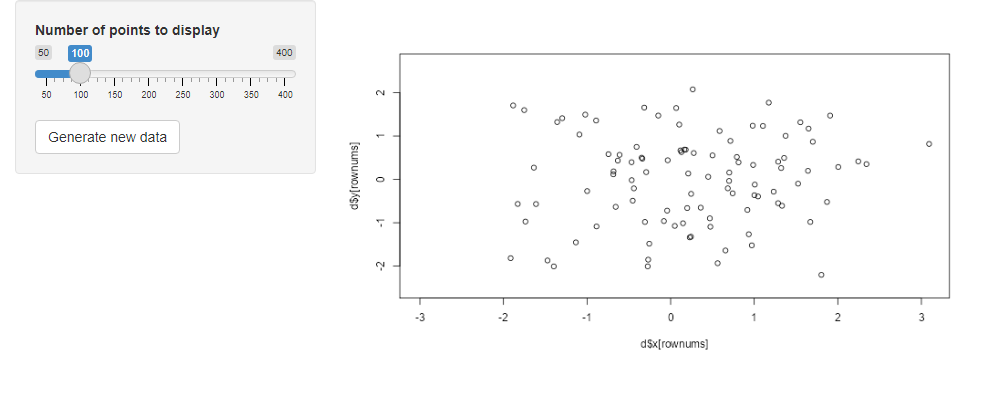 Number of points to display
50 100 400
50 100 150 200 250 300 350 400
Generate new data
d$y[rownums]
2
1
0
-1
-2
-3 -2 -1 0 1 2 3
d$x[rownums]